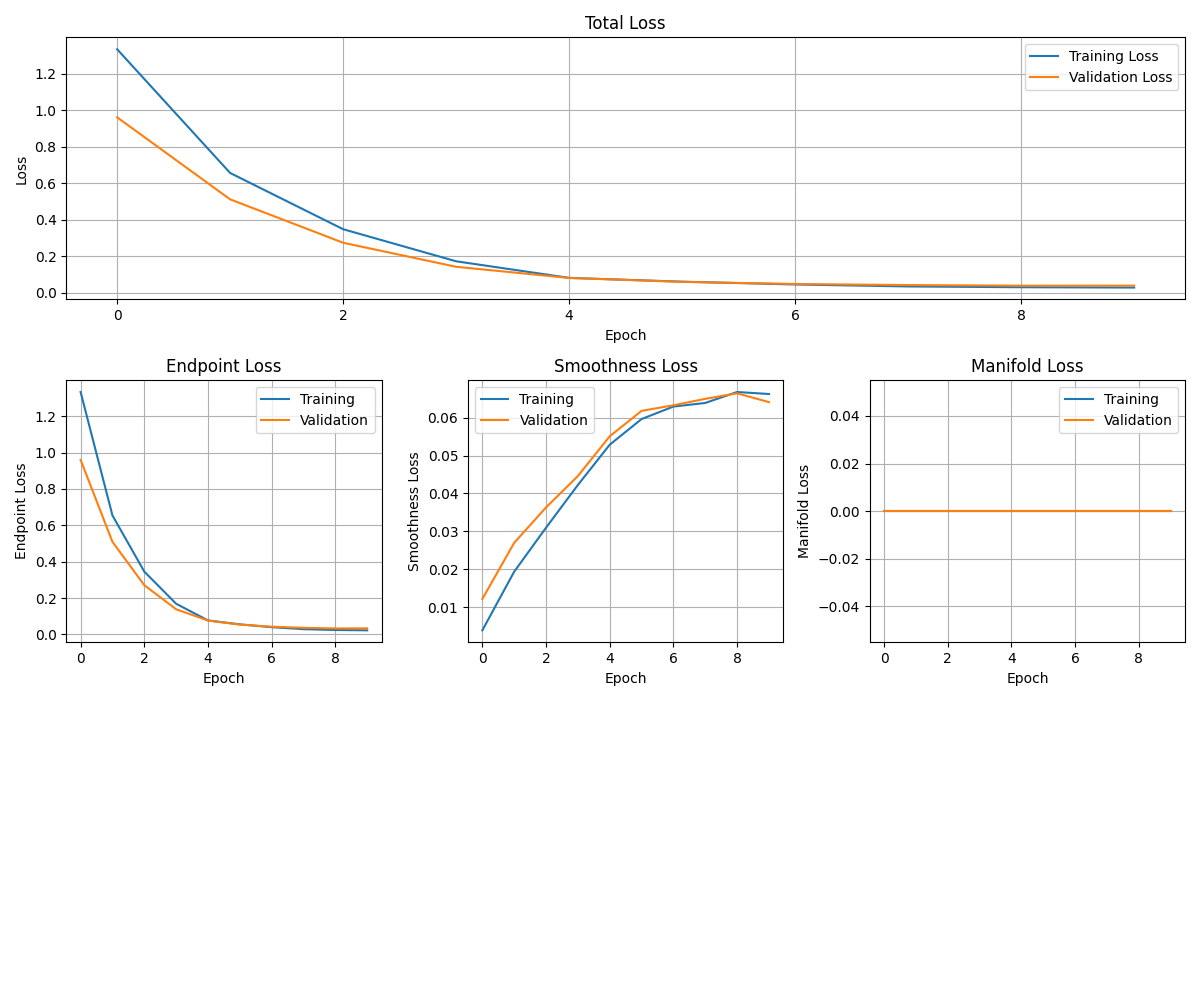 Total Loss
Loss
1.2
1.0
0.8
0.6
0.4
0.2
0.0
Training Loss
Validation Loss
0 2 4 6 8
Epoch
Endpoint Loss
Endpoint Loss
1.2
1.0
0.8
0.6
0.4
0.2
0.0
Training
Validation
0 2 4 6 8
Epoch
Smoothness Loss
Smoothness Loss
0.06
0.05
0.04
0.03
0.02
0.01
Training
Validation
0 2 4 6 8
Epoch
Manifold Loss
Manifold Loss
0.04
0.02
0.00
−0.02
−0.04
Training
Validation
0 2 4 6 8
Epoch